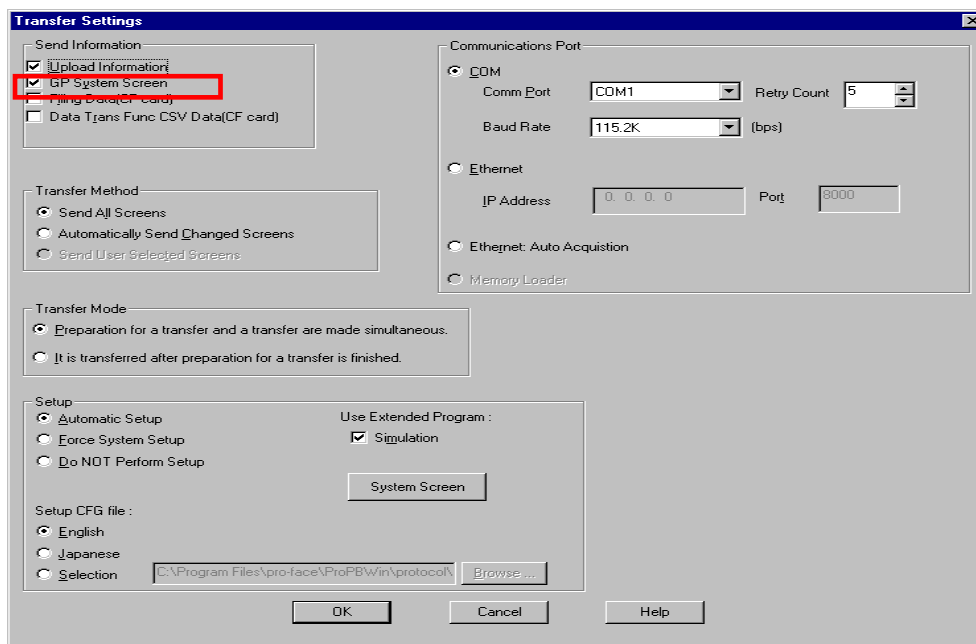 Transfer Settings
Send Information
Upload Information
GP System Screen
Filing Data(CF card)
Data Trans Func CSV Data(CF card)
Communications Port
COM
Comm Port
COM1
Retry Count
5
Baud Rate
115.2K
(bps)
Ethernet
IP Address
0. 0. 0. 0
Port
8000
Ethernet: Auto Acquistion
Memory Loader
Transfer Method
Send All Screens
Automatically Send Changed Screens
Send User Selected Screens
Transfer Mode
Preparation for a transfer and a transfer are made simultaneous.
It is transferred after preparation for a transfer is finished.
Setup
Automatic Setup
Force System Setup
Do NOT Perform Setup
Use Extended Program :
Simulation
System Screen
Setup CFG file :
English
Japanese
Selection
C:\Program Files\pro-face\ProPBWin\protocol\
Browse ...
OK
Cancel
Help